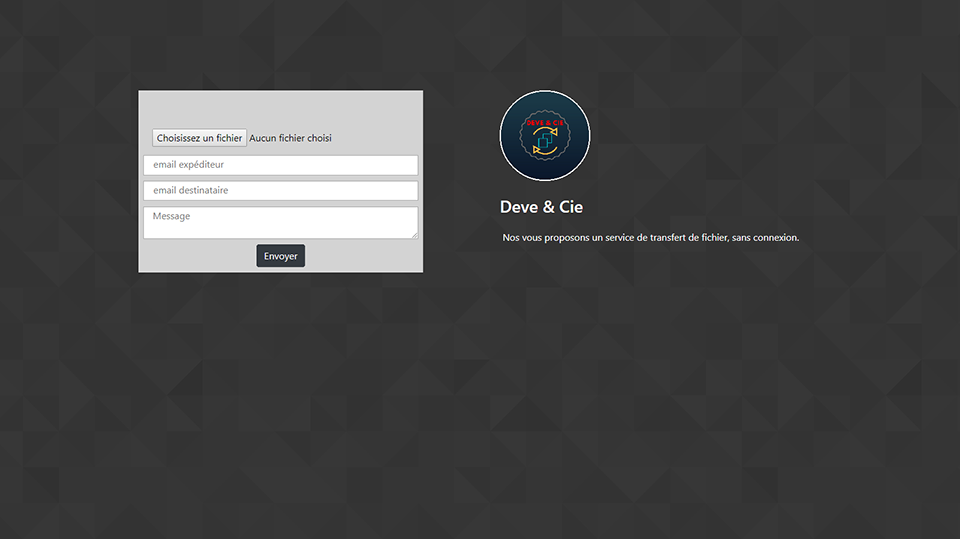 Choisissez un fichier Aucun fichier choisi
email expéditeur
email destinataire
Message
Envoyer
DEVE & CIE
Deve & Cie
Nos vous proposons un service de transfert de fichier, sans connexion.